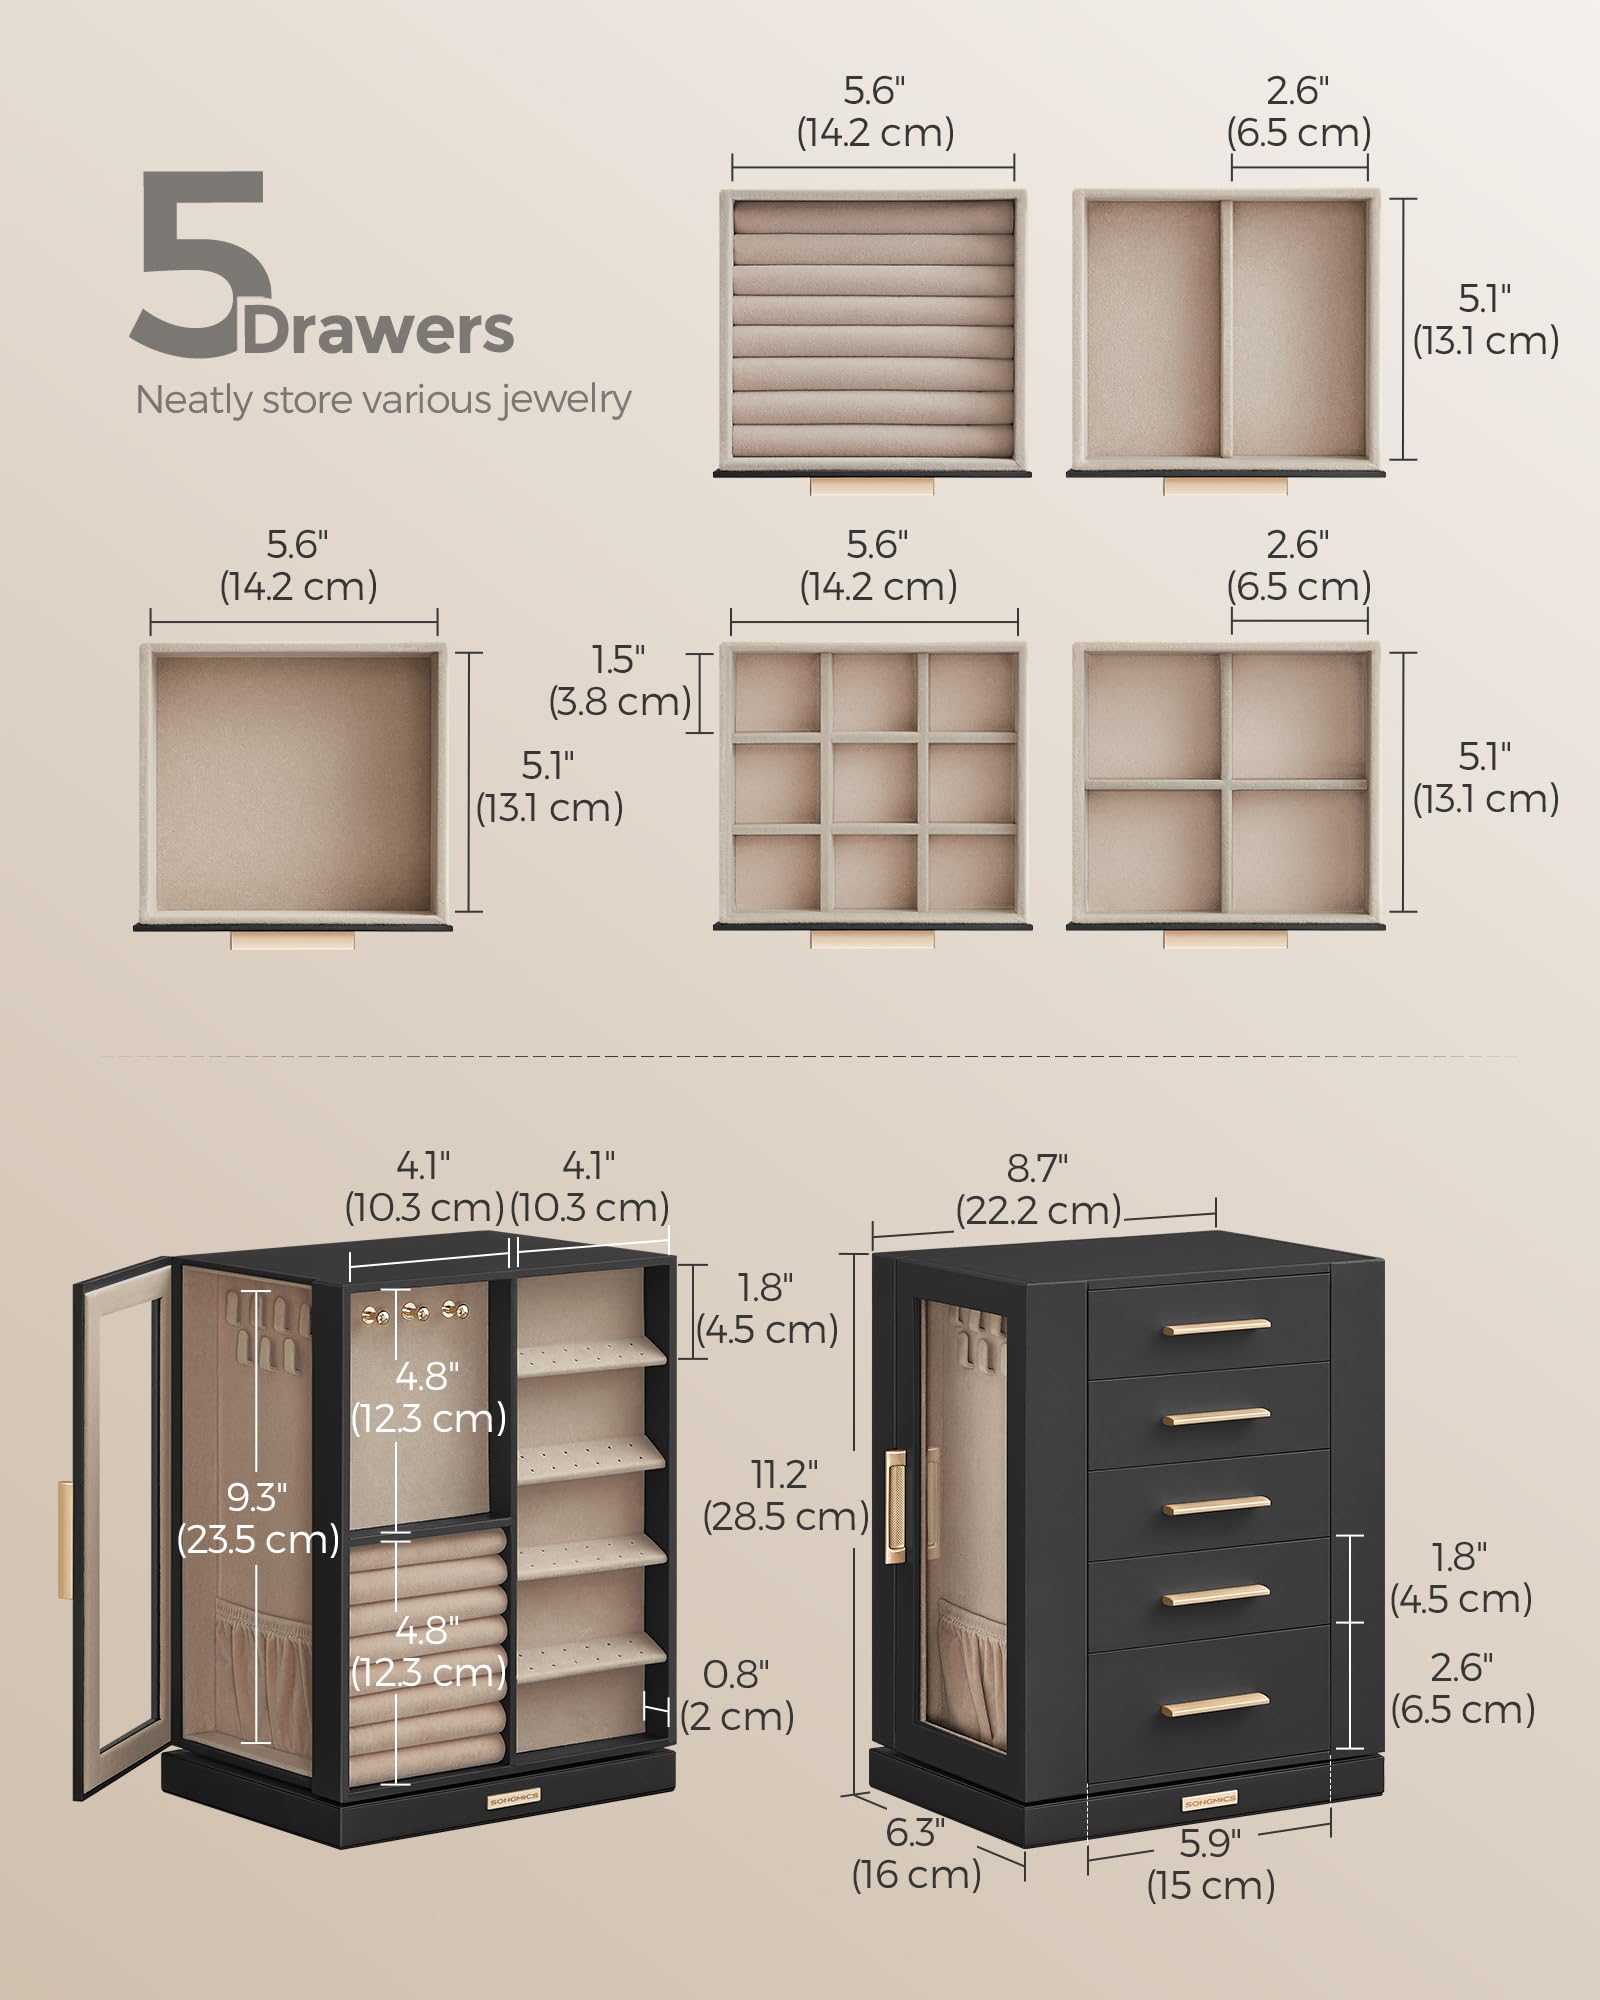 5 Drawers
Neatly store various jewelry
5.6"
(14.2 cm)
2.6"
(6.5 cm)
5.1"
(13.1 cm)
5.6"
(14.2 cm)
5.1"
(13.1 cm)
5.6"
(14.2 cm)
1.5"
(3.8 cm)
2.6"
(6.5 cm)
5.1"
(13.1 cm)
4.1"
(10.3 cm)
4.1"
(10.3 cm)
1.8"
(4.5 cm)
4.8"
(12.3 cm)
9.3"
(23.5 cm)
4.8"
(12.3 cm)
0.8"
(2 cm)
SONGMICS
8.7"
(22.2 cm)
11.2"
(28.5 cm)
1.8"
(4.5 cm)
2.6"
(6.5 cm)
SONGMICS
6.3"
(16 cm)
5.9"
(15 cm)